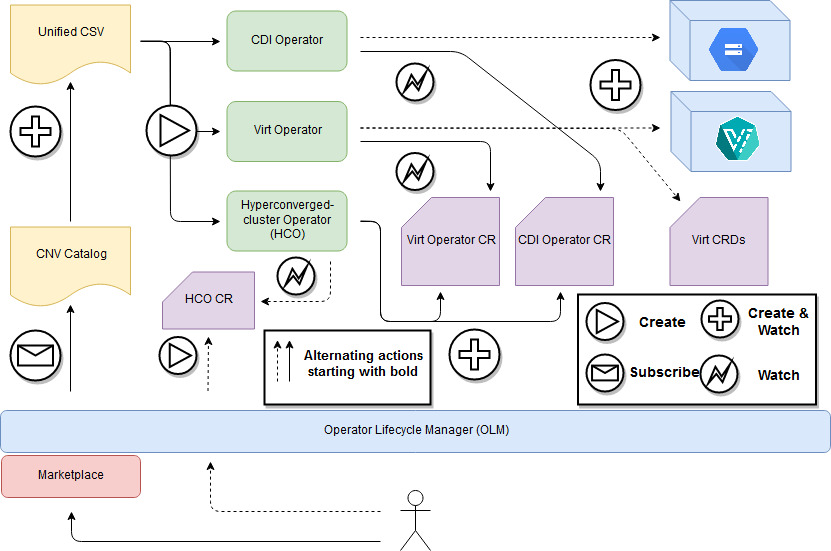 Unified CSV
CDI Operator
Virt Operator
Hyperconverged-
cluster Operator
(HCO)
CNV Catalog
Virt Operator CR
CDI Operator CR
Virt CRDs
HCO CR
Alternating actions
starting with bold
Create
Create &
Watch
Subscribe
Watch
Operator Lifecycle Manager (OLM)
Marketplace